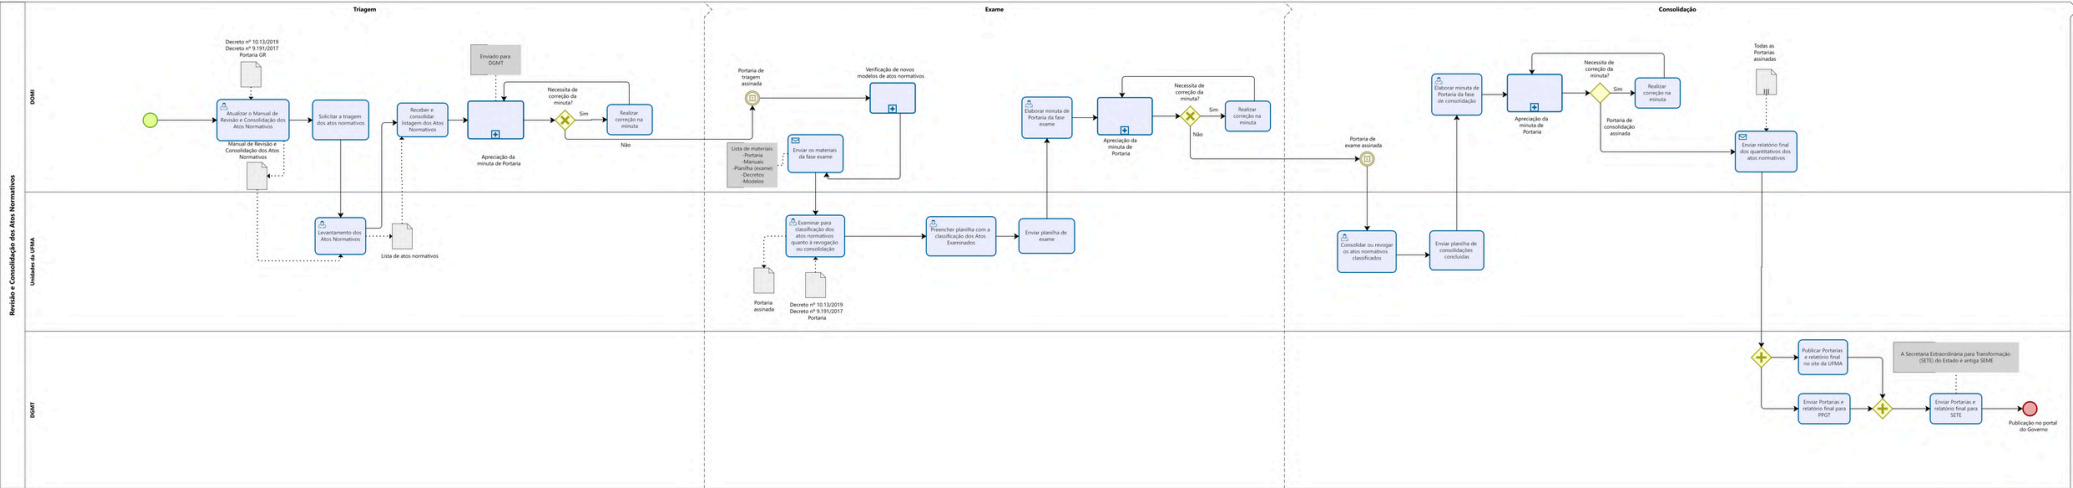 Revisão e Consolidação dos Atos Normativos
Triagem
Exame
Consolidação
DOMI
Unidades da UFMA
DGMT
Decreto nº 10.13/2019
Decreto nº 9.191/2017
Portaria GR
Atualizar o Manual de
Revisão e Consolidação dos
Atos Normativos
Manual de Revisão e
Consolidação dos Atos
Normativos
Solicitar a triagem
dos atos normativos
Levantamento dos
Atos Normativos
Lista de atos normativos
Receber e
consolidar
listagem dos Atos
Normativos
Enviado para
DGMT
Apreciação da
minuta de Portaria
Necessita de
correção da
minuta?
Sim
Realizar
correção na
minuta
Não
Portaria de
triagem
assinada
Verificação de novos
modelos de atos normativos
Lista de materiais
-Portaria
-Manuais
-Planilha (exame)
-Decretos
-Modelos
Enviar os materiais
da fase exame
Examinar para
classificação dos
atos normativos
quanto à revogação
ou consolidação
Portaria
assinada
Decreto nº 10.13/2019
Decreto nº 9.191/2017
Portaria
Preencher planilha com a
classificação dos Atos
Examinados
Enviar planilha de
exame
Elaborar minuta de
Portaria da fase
exame
Apreciação da
minuta de
Portaria
Necessita de
correção da
minuta?
Sim
Realizar
correção na
minuta
Não
Portaria de
exame assinada
Consolidar ou revogar
os atos normativos
classificados
Enviar planilha de
consolidações
concluídas
Elaborar minuta de
Portaria da fase
de consolidação
Apreciação da
minuta de
Portaria
Necessita de
correção da
minuta?
Sim
Realizar
correção na
minuta
Portaria de
consolidação
assinada
Todas as
Portarias
assinadas
Enviar relatório final
dos quantitativos dos
atos normativos
Publicar Portarias
e relatório final
no site da UFMA
Enviar Portarias e
relatório final para
PPGT
A Secretaria Extraordinária para Transformação
(SETE) do Estado é antiga SEME
Enviar Portarias e
relatório final para
SETE
Publicação no portal
do Governo